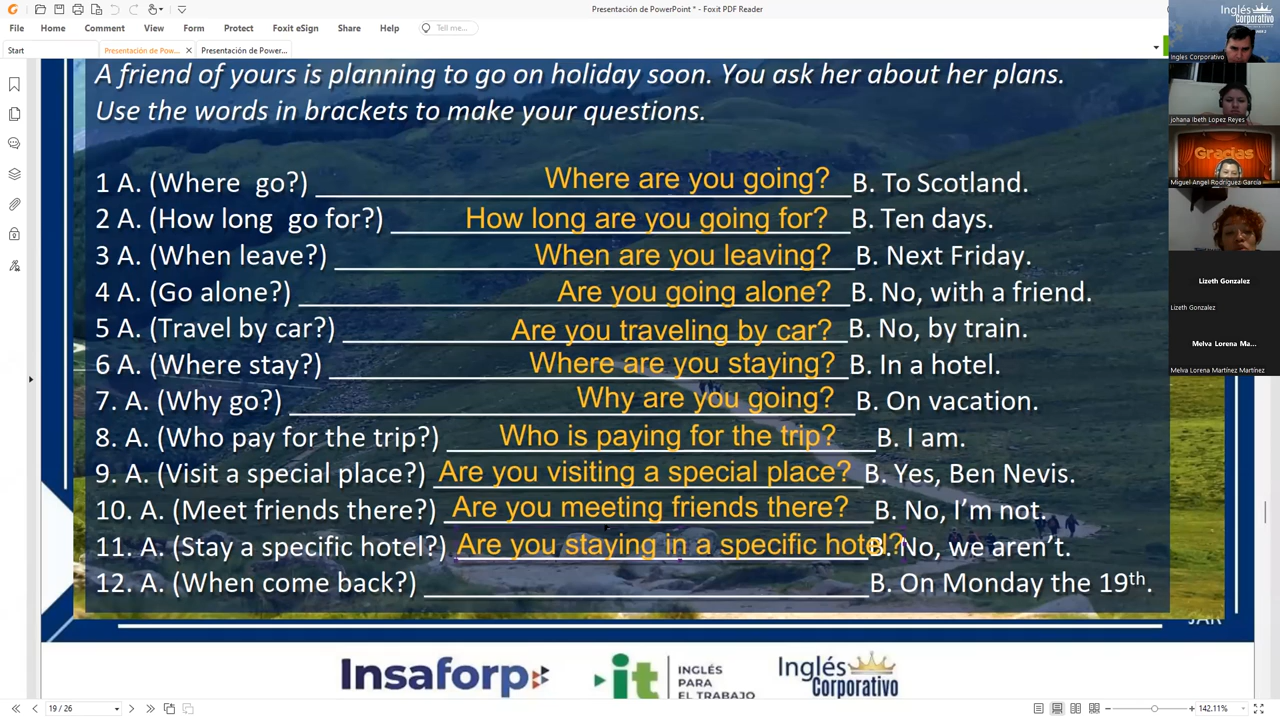 Presentación de PowerPoint * - Foxit PDF Reader
File Home Comment View Form Protect Foxit eSign Share Help Tell me...
Start Presentación de Pow... Presentación de Power...
A friend of yours is planning to go on holiday soon. You ask her about her plans.
Use the words in brackets to make your questions.
1 A. (Where go?) Where are you going? B. To Scotland.
2 A. (How long go for?) How long are you going for? B. Ten days.
3 A. (When leave?) When are you leaving? B. Next Friday.
4 A. (Go alone?) Are you going alone? B. No, with a friend.
5 A. (Travel by car?) Are you traveling by car? B. No, by train.
6 A. (Where stay?) Where are you staying? B. In a hotel.
7. A. (Why go?) Why are you going? B. On vacation.
8. A. (Who pay for the trip?) Who is paying for the trip? B. I am.
9. A. (Visit a special place?) Are you visiting a special place? B. Yes, Ben Nevis.
10. A. (Meet friends there?) Are you meeting friends there? B. No, I'm not.
11. A. (Stay a specific hotel?) Are you staying in a specific hotel? B. No, we aren't.
12. A. (When come back?) B. On Monday the 19th.
JAR
Insaforp
it INGLÉS
PARA
EL TRABAJO
Inglés
Corporativo
19 / 26
142.11%
Inglés
Corporativo
Ingles Corporativo
Johana Ibeth Lopez Reyes
Gracias
Miguel Angel Rodriguez Garcia
Lizeth Gonzalez
Lizeth Gonzalez
Melva Lorena Ma...
Melva Lorena Martínez Martínez